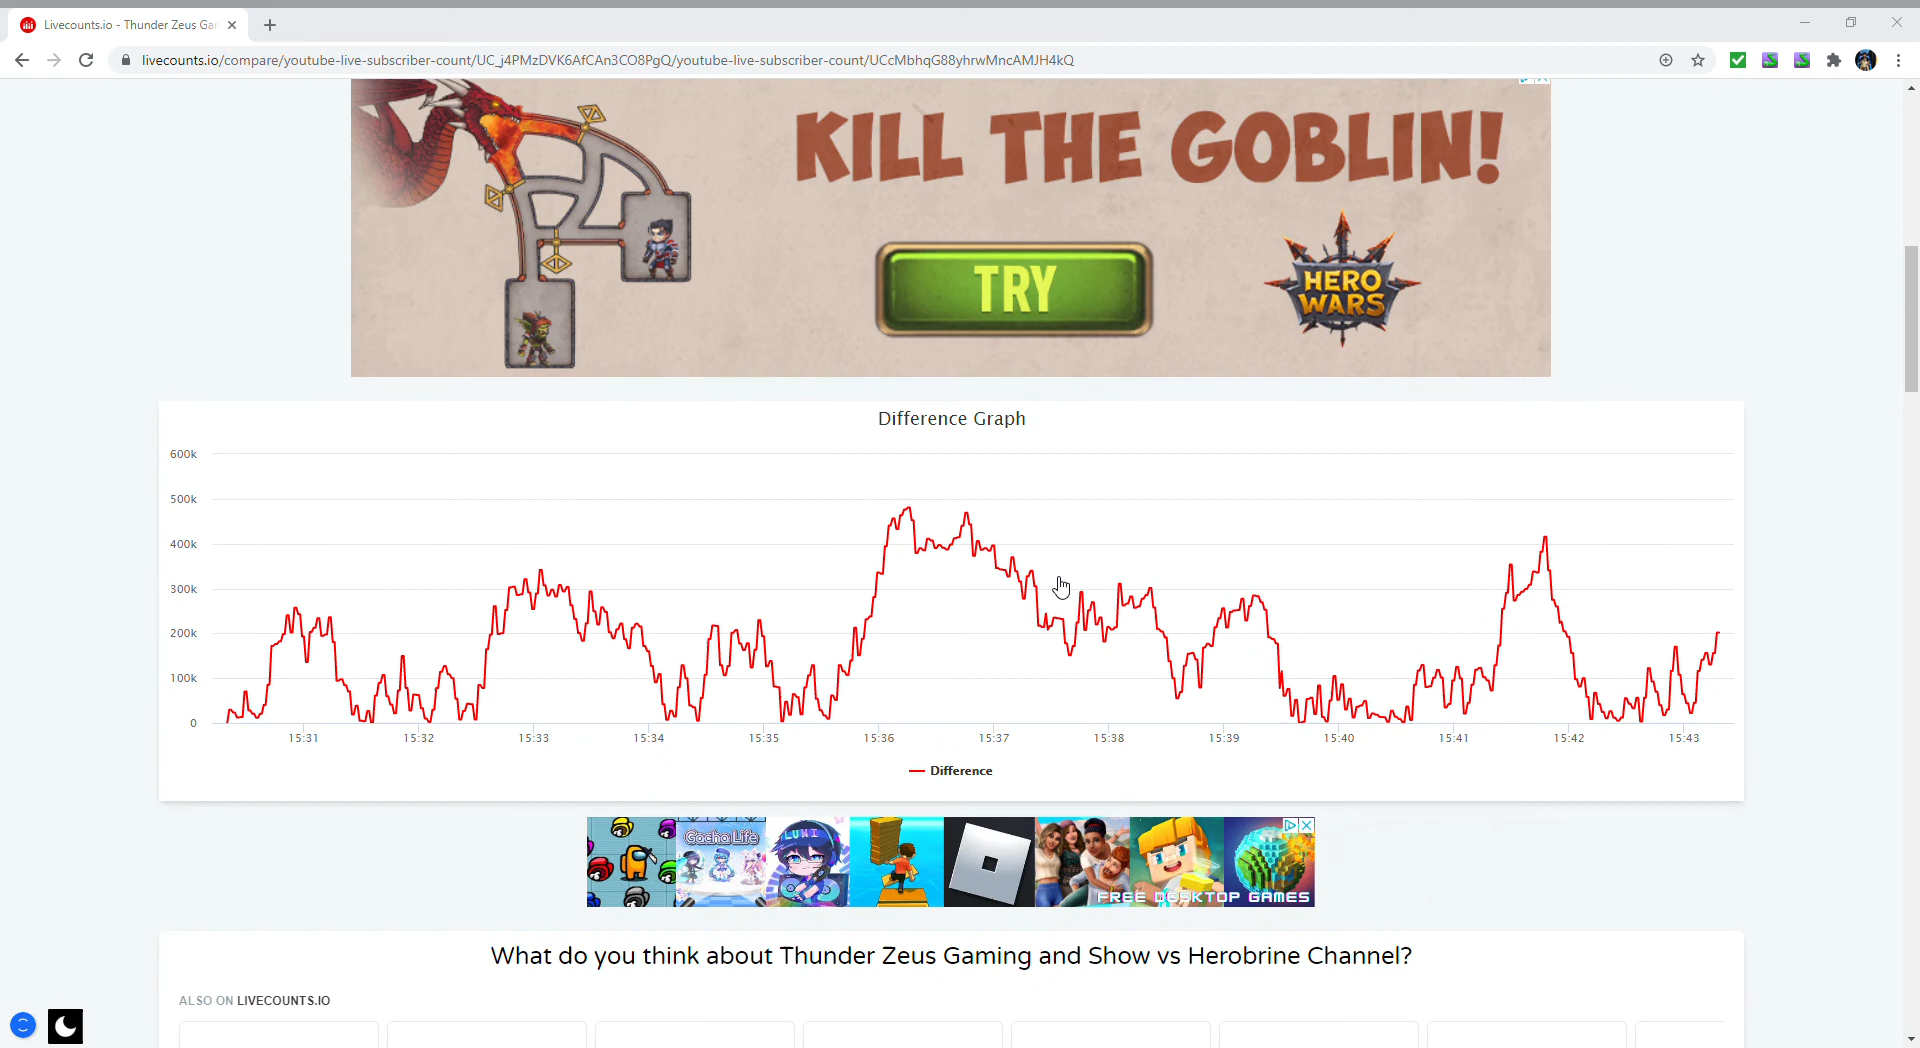 Livecounts.io - Thunder Zeus Gar
livecounts.io/compare/youtube-live-subscriber-count/UC_j4PMzDVK6AfCAn3CO8PgQ/youtube-live-subscriber-count/UCcMbhqG88yhrwMncAMJH4kQ
KILL THE GOBLIN!
TRY
HERO
WARS
Difference Graph
600k
500k
400k
300k
200k
100k
0
15:31 15:32 15:33 15:34 15:35 15:36 15:37 15:38 15:39 15:40 15:41 15:42 15:43
Difference
Gacha Life
LUNI
FREE DESKTOP GAMES
What do you think about Thunder Zeus Gaming and Show vs Herobrine Channel?
ALSO ON LIVECOUNTS.IO